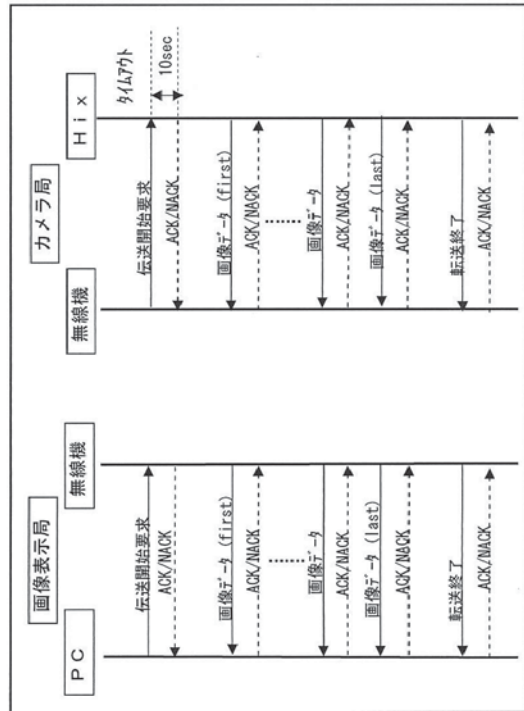 画像表示局
カメラ局
PC
無線機
無線機
Hix
タイムアウト
10sec
伝送開始要求
ACK/NACK
画像データ(first)
ACK/NACK
………
画像データ
ACK/NACK
画像データ(last)
ACK/NACK
転送終了
ACK/NACK
伝送開始要求
ACK/NACK
画像データ(first)
ACK/NACK
………
画像データ
ACK/NACK
画像データ(last)
ACK/NACK
転送終了
ACK/NACK